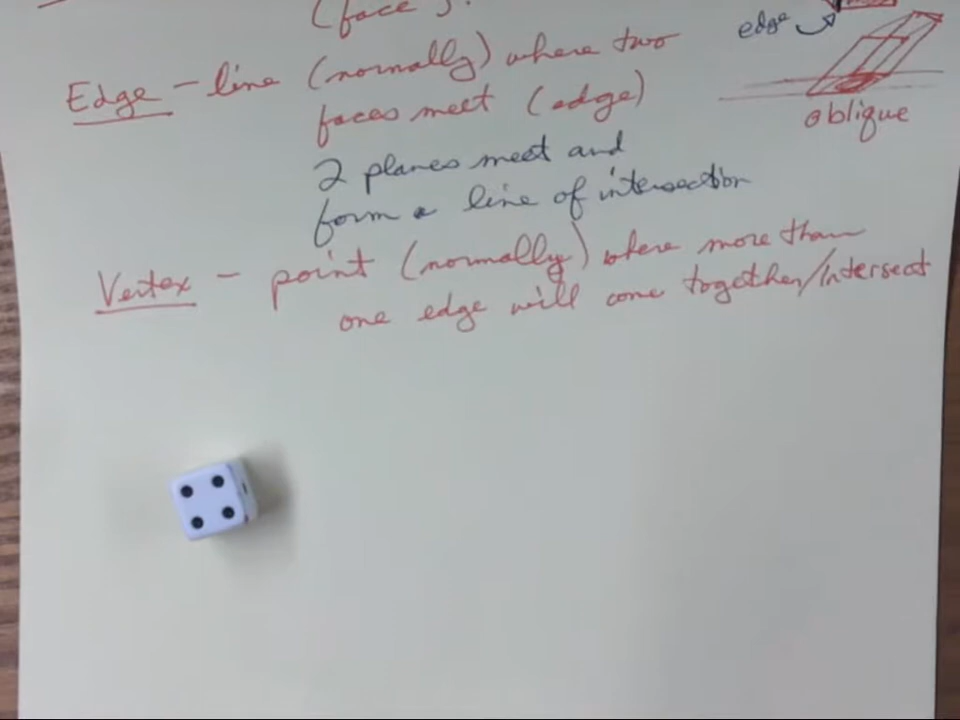 (face).
edge
Edge - line (normally) where two
faces meet (edge)
oblique
2 planes meet and
form a line of intersection
Vertex - point (normally) where more than
one edge will come together/intersect